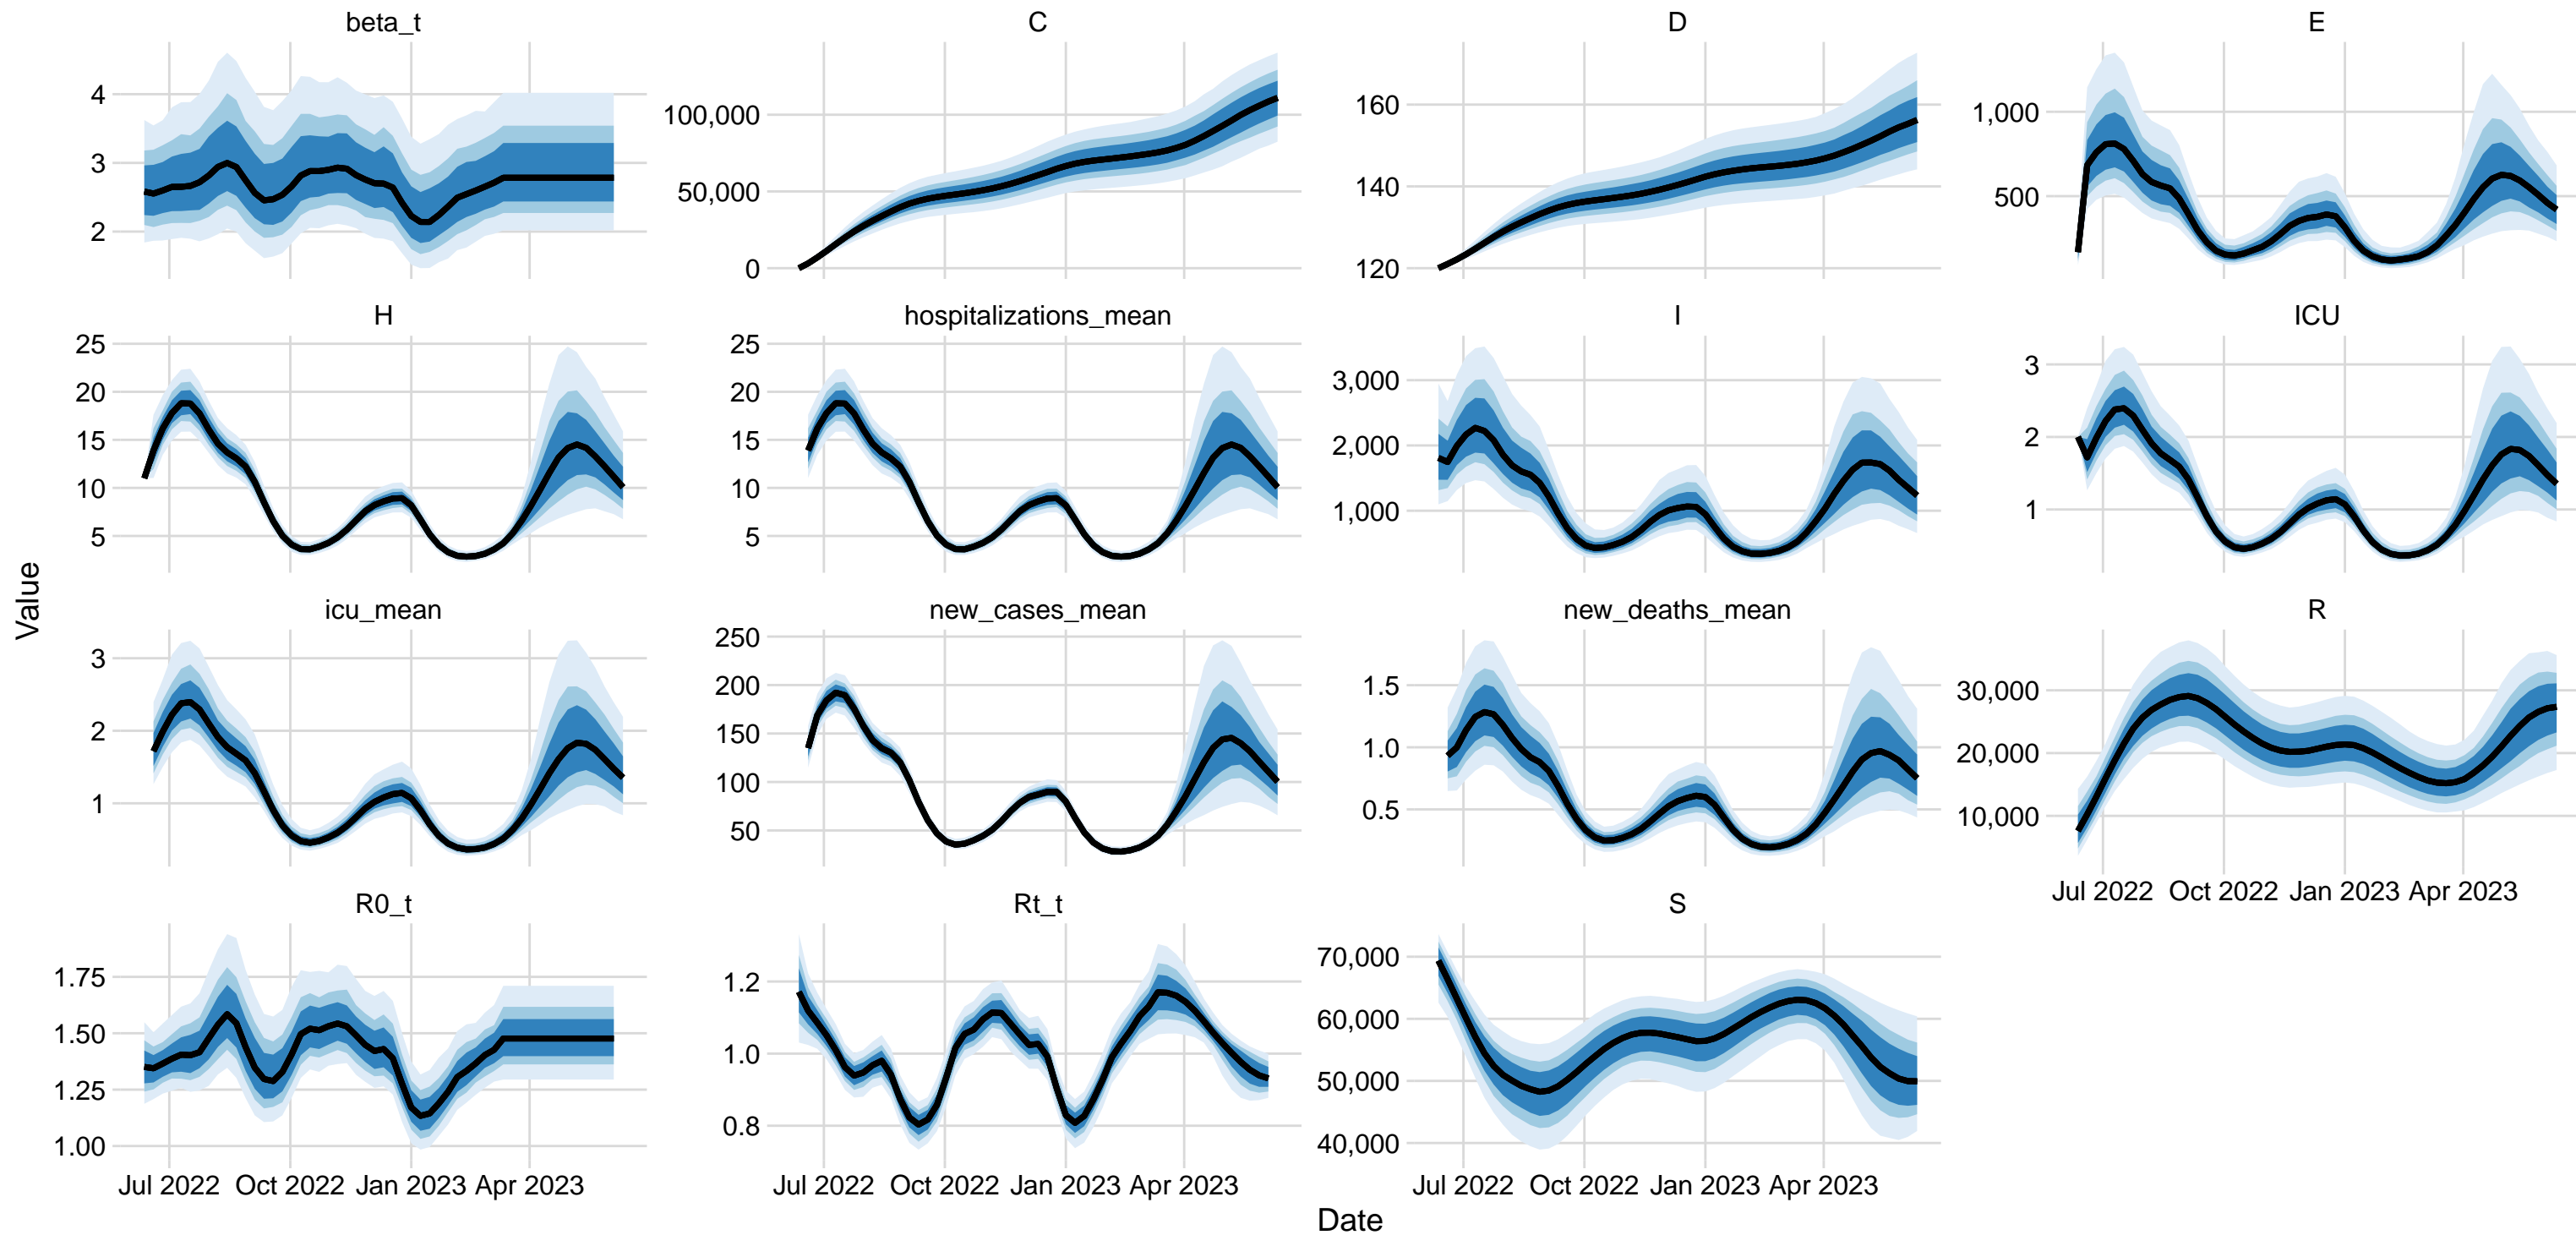 beta_t
C
D
E
4
3
2
100,000
50,000
0
160
140
120
1,000
500
H
hospitalizations_mean
I
ICU
25
20
15
10
5
25
20
15
10
5
3,000
2,000
1,000
3
2
1
Value
icu_mean
new_cases_mean
new_deaths_mean
R
3
2
1
250
200
150
100
50
1.5
1.0
0.5
30,000
20,000
10,000
Jul 2022 Oct 2022 Jan 2023 Apr 2023
R0_t
Rt_t
S
1.75
1.50
1.25
1.00
1.2
1.0
0.8
70,000
60,000
50,000
40,000
Jul 2022 Oct 2022 Jan 2023 Apr 2023
Jul 2022 Oct 2022 Jan 2023 Apr 2023
Jul 2022 Oct 2022 Jan 2023 Apr 2023
Date